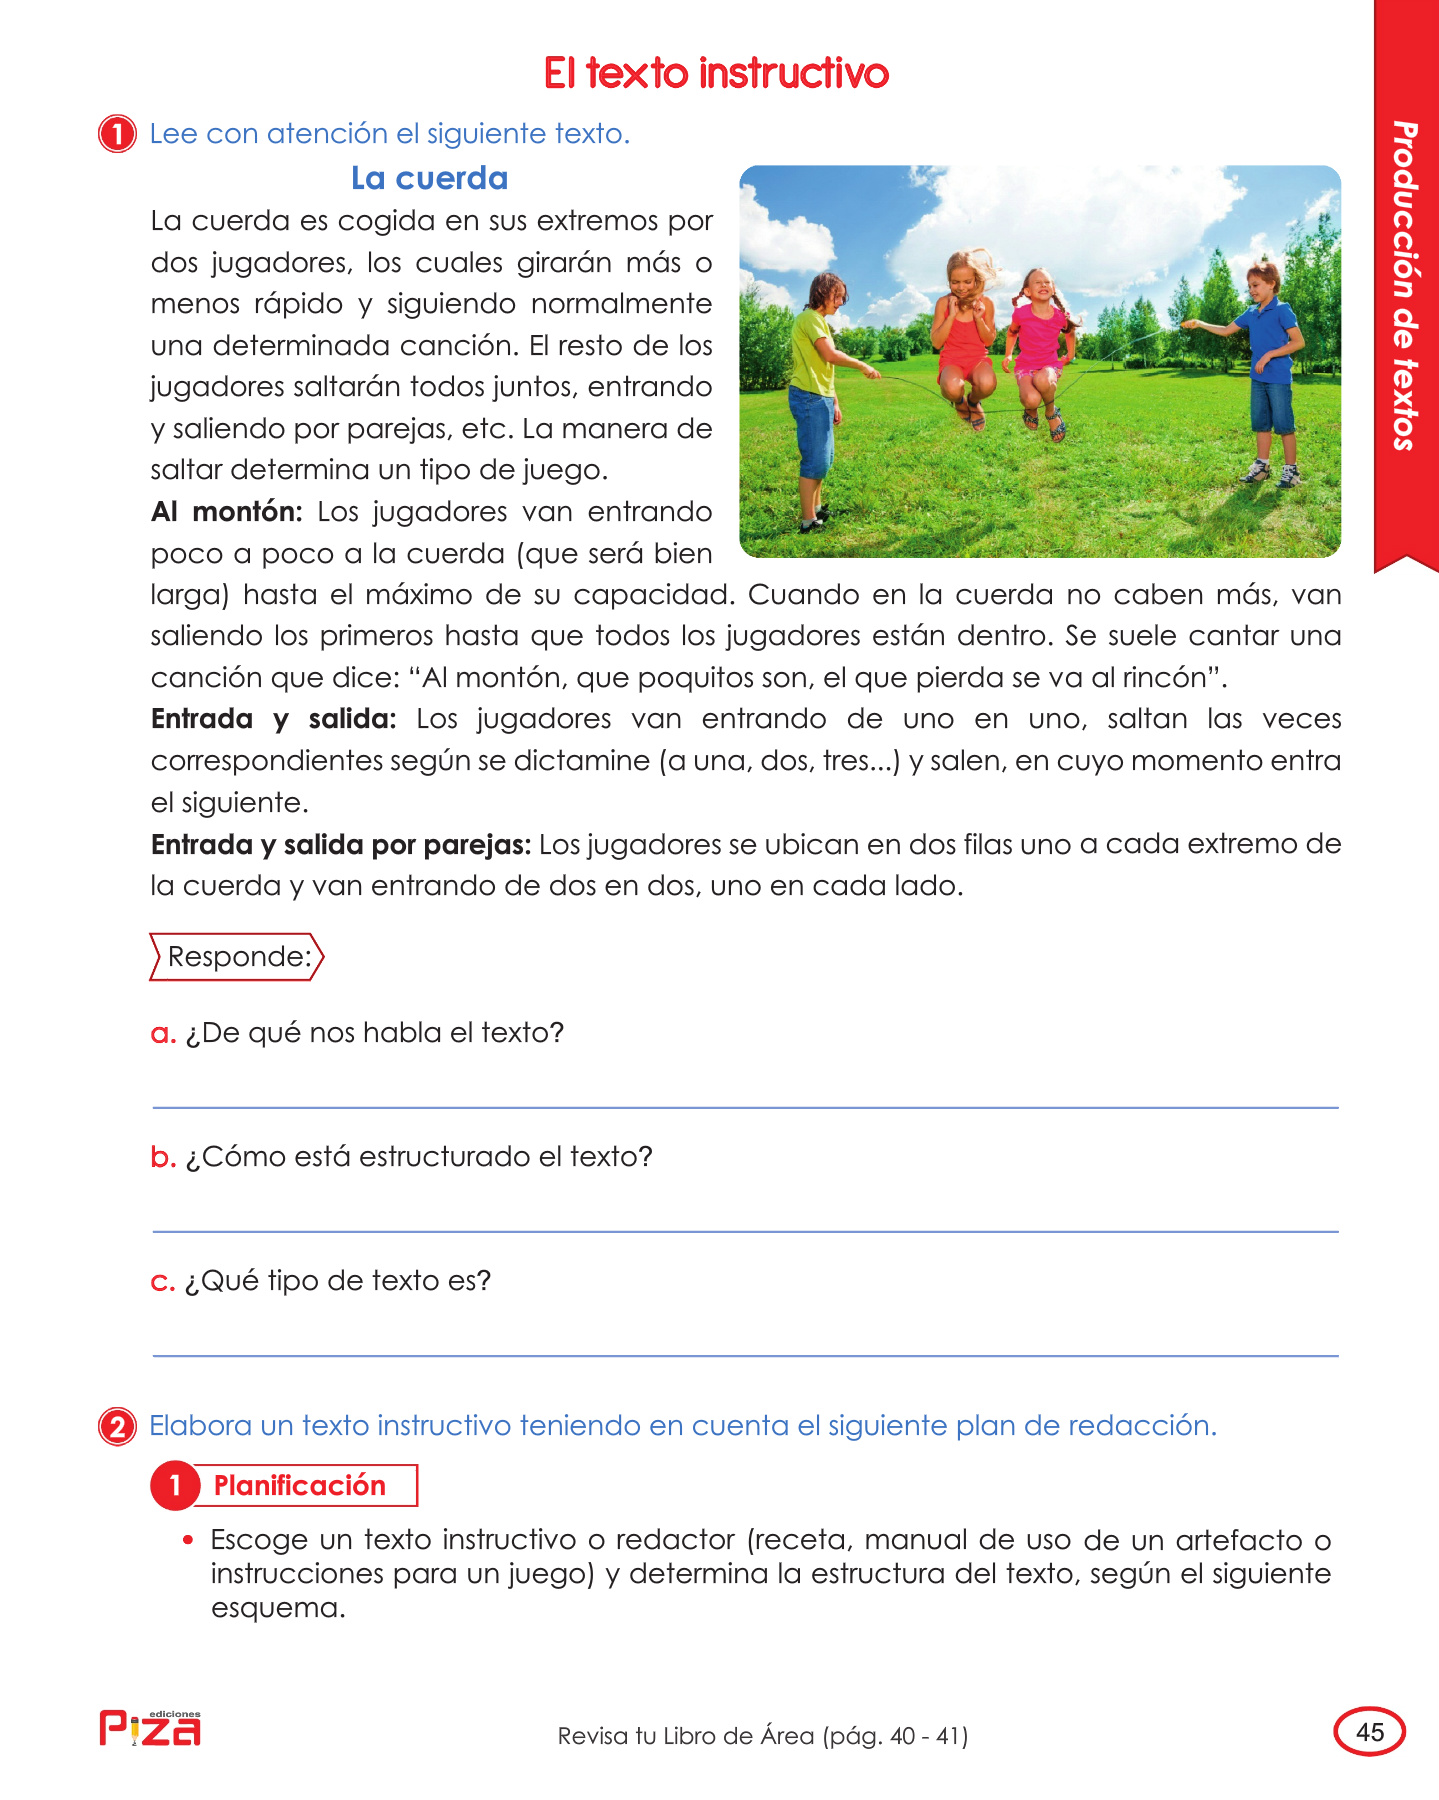 El texto instructivo
1 Lee con atención el siguiente texto.
La cuerda
La cuerda es cogida en sus extremos por
dos jugadores, los cuales girarán más o
menos rápido y siguiendo normalmente
una determinada canción. El resto de los
jugadores saltarán todos juntos, entrando
y saliendo por parejas, etc. La manera de
saltar determina un tipo de juego.
Al montón: Los jugadores van entrando
poco a poco a la cuerda (que será bien
larga) hasta el máximo de su capacidad. Cuando en la cuerda no caben más, van
saliendo los primeros hasta que todos los jugadores están dentro. Se suele cantar una
canción que dice: “Al montón, que poquitos son, el que pierda se va al rincón”.
Entrada y salida: Los jugadores van entrando de uno en uno, saltan las veces
correspondientes según se dictamine (a una, dos, tres...) y salen, en cuyo momento entra
el siguiente.
Entrada y salida por parejas: Los jugadores se ubican en dos filas uno a cada extremo de
la cuerda y van entrando de dos en dos, uno en cada lado.
Responde:
a. ¿De qué nos habla el texto?
b. ¿Cómo está estructurado el texto?
c. ¿Qué tipo de texto es?
2 Elabora un texto instructivo teniendo en cuenta el siguiente plan de redacción.
1 Planificación
• Escoge un texto instructivo o redactor (receta, manual de uso de un artefacto o
instrucciones para un juego) y determina la estructura del texto, según el siguiente
esquema.
Producción de textos
ediciones
Piza
Revisa tu Libro de Área (pág. 40 - 41)
45